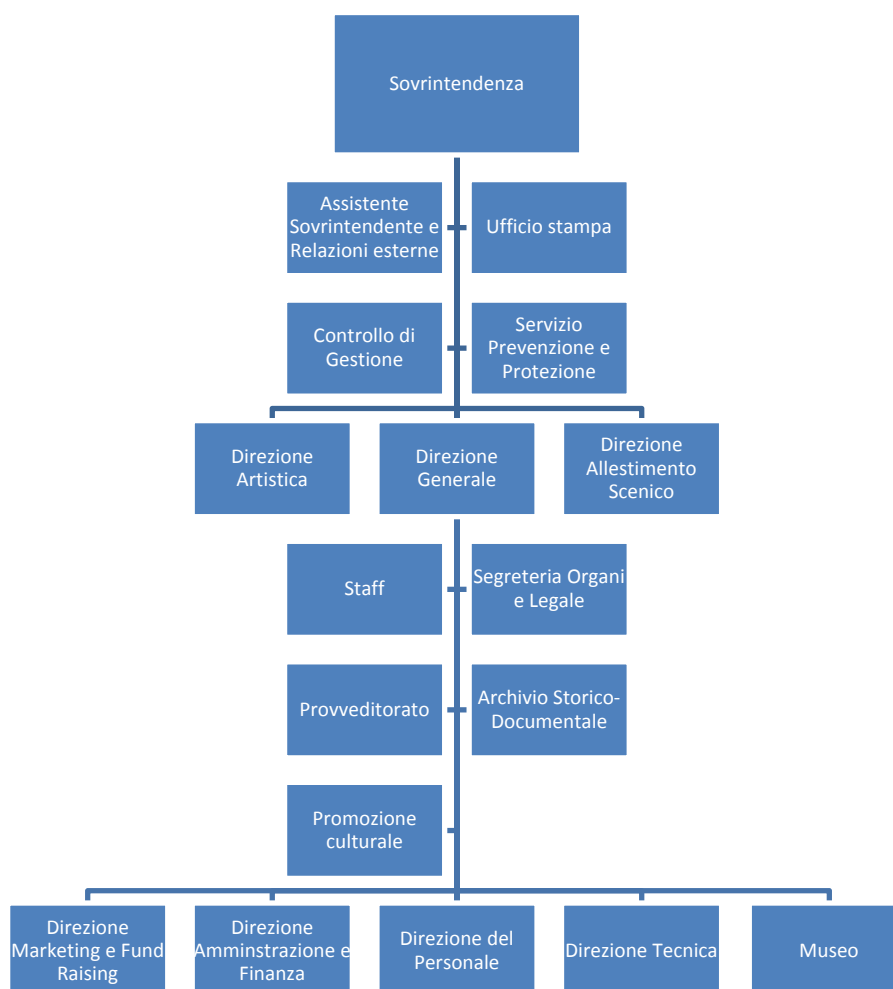 Sovrintendenza
Assistente
Sovrintendente e
Relazioni esterne
Ufficio stampa
Controllo di
Gestione
Servizio
Prevenzione e
Protezione
Direzione
Artistica
Direzione
Generale
Direzione
Allestimento
Scenico
Staff
Segreteria Organi
e Legale
Provveditorato
Archivio Storico-
Documentale
Promozione
culturale
Direzione
Marketing e Fund
Raising
Direzione
Amminstrazione e
Finanza
Direzione del
Personale
Direzione Tecnica
Museo